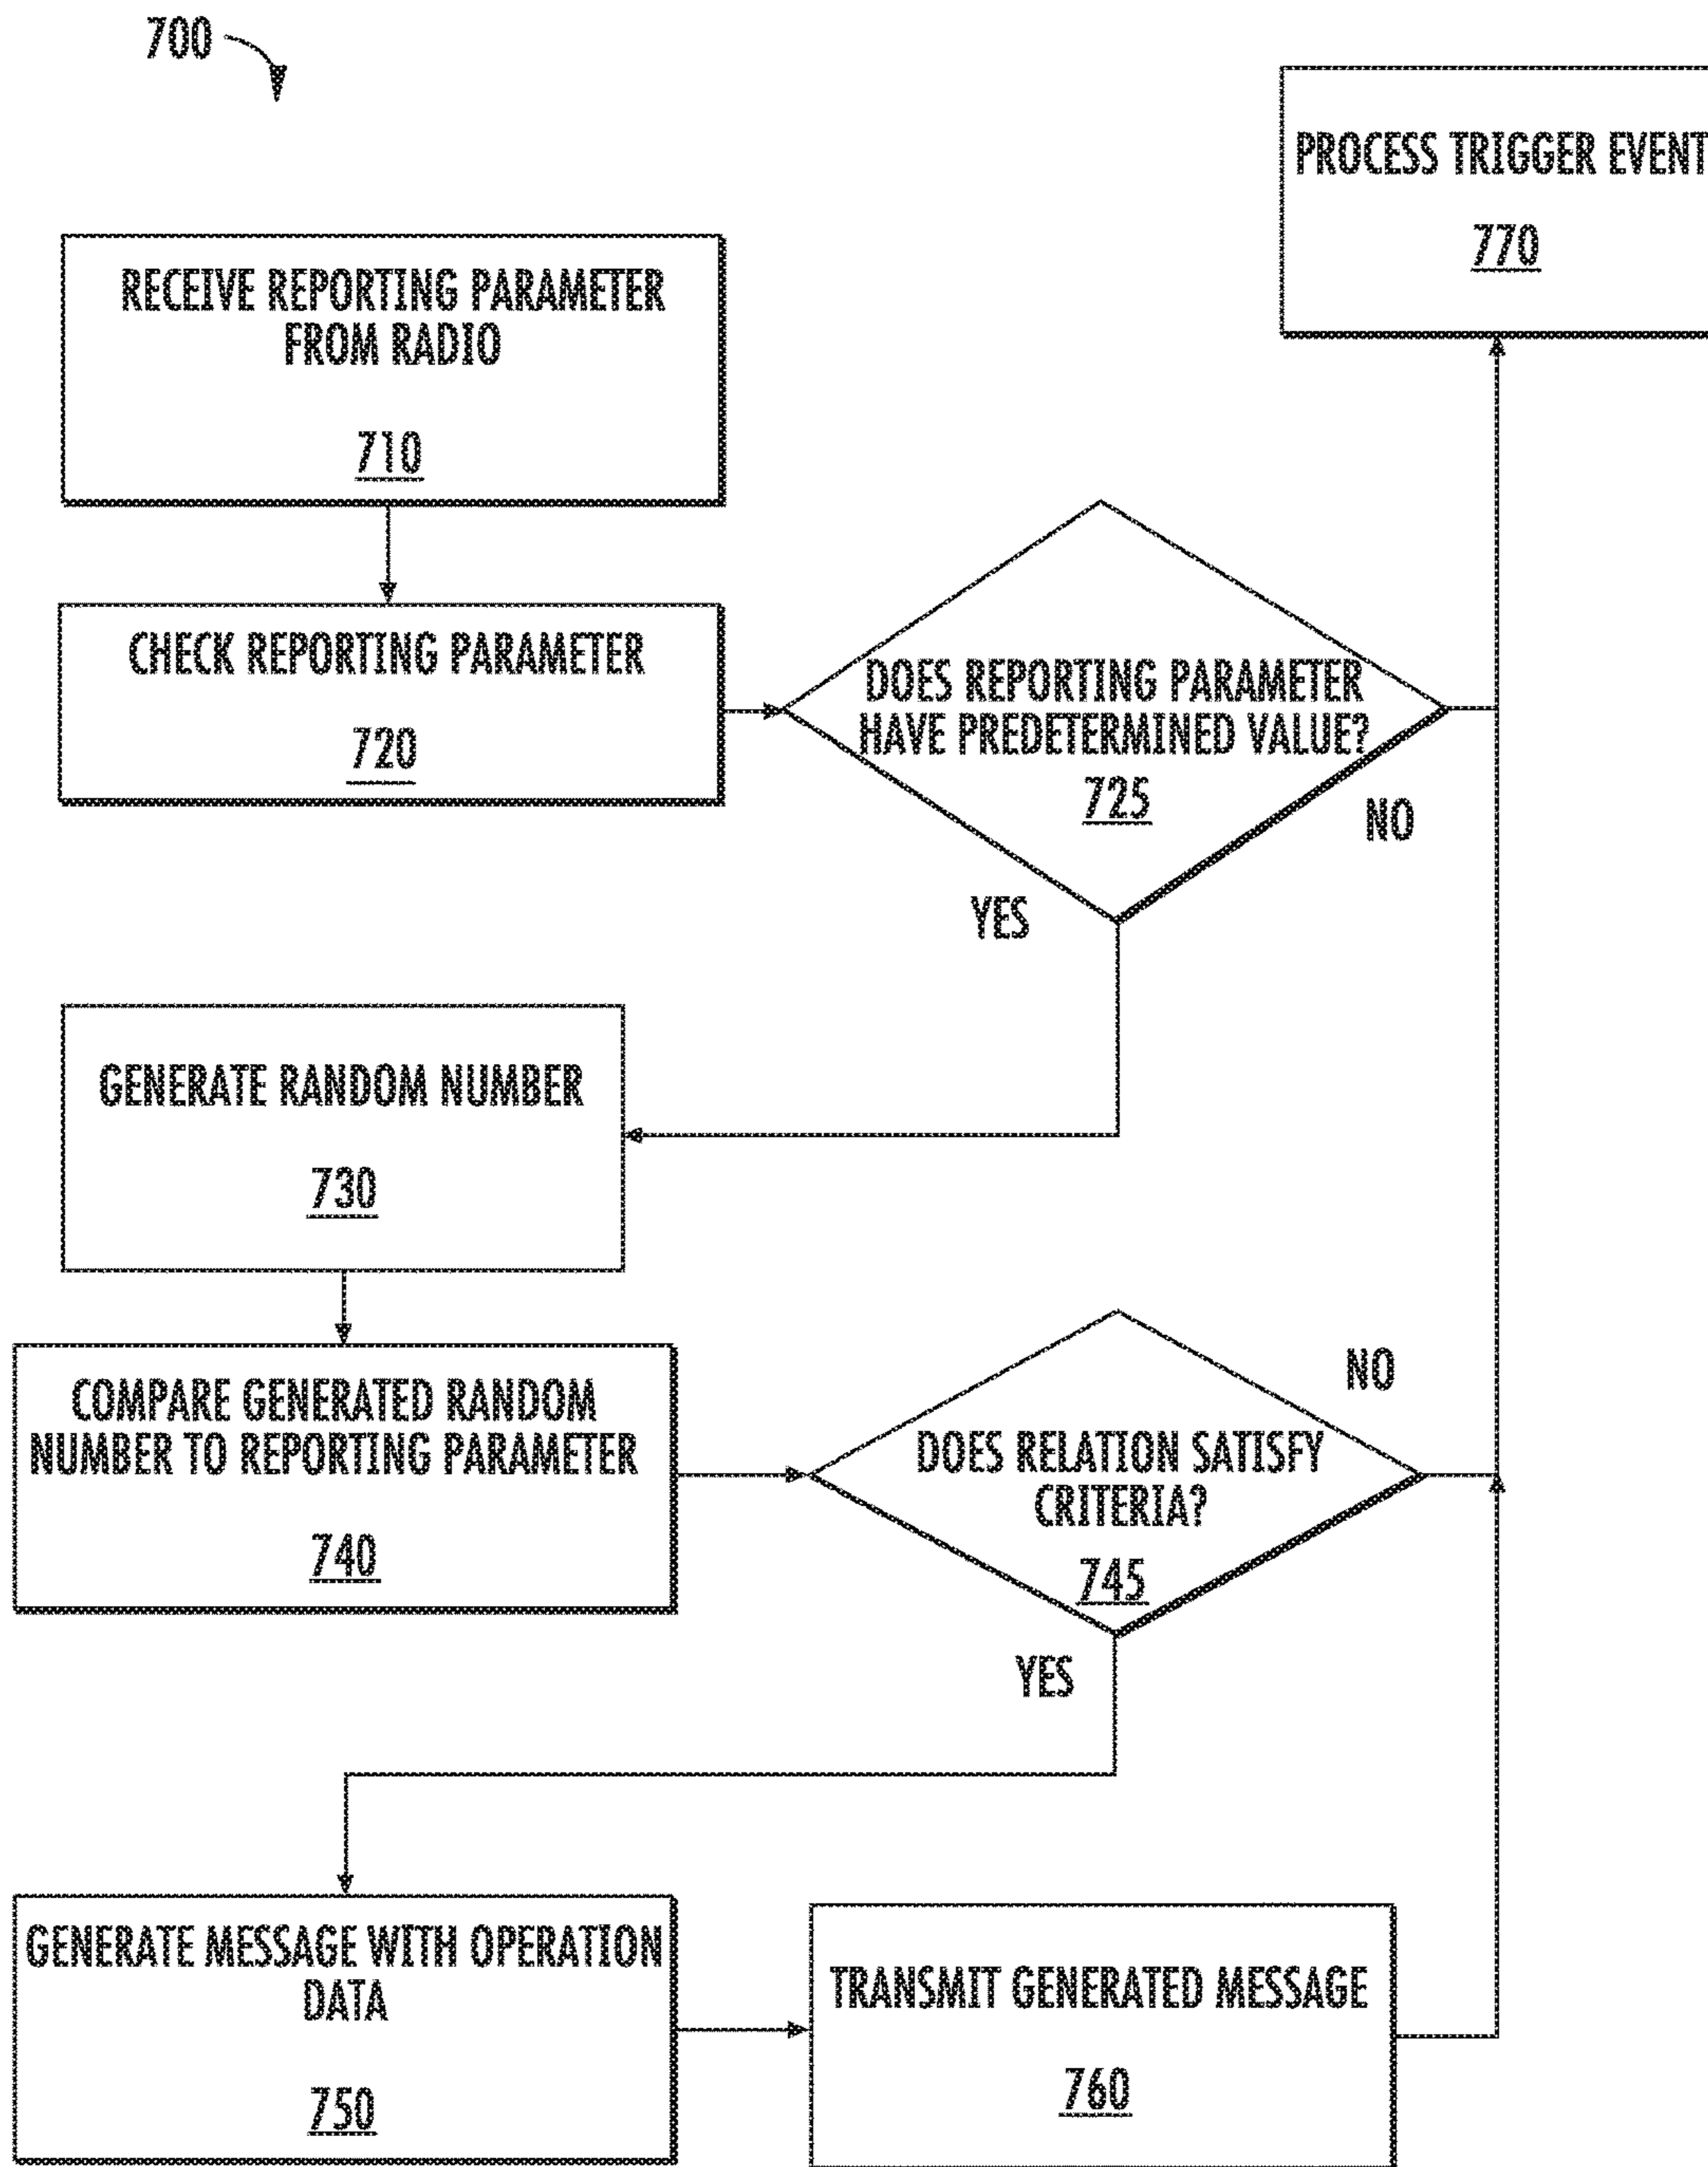 700
PROCESS TRIGGER EVENT
770
RECEIVE REPORTING PARAMETER
FROM RADIO
710
CHECK REPORTING PARAMETER
720
DOES REPORTING PARAMETER
HAVE PREDETERMINED VALUE?
725
NO
YES
GENERATE RANDOM NUMBER
730
COMPARE GENERATED RANDOM
NUMBER TO REPORTING PARAMETER
740
DOES RELATION SATISFY
CRITERIA?
745
NO
YES
GENERATE MESSAGE WITH OPERATION
DATA
750
TRANSMIT GENERATED MESSAGE
760